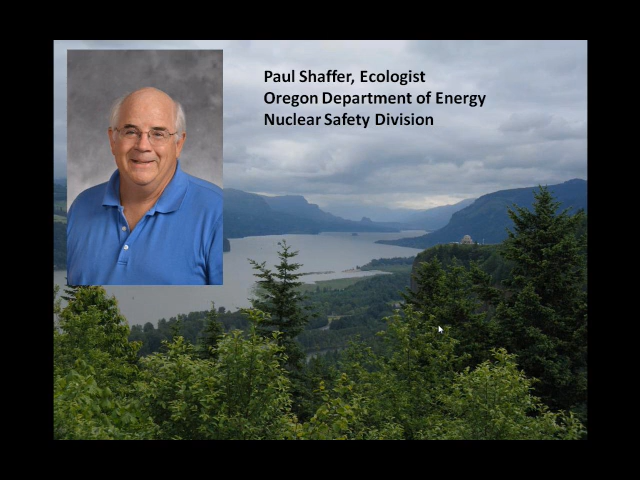 Paul Shaffer, Ecologist
Oregon Department of Energy
Nuclear Safety Division